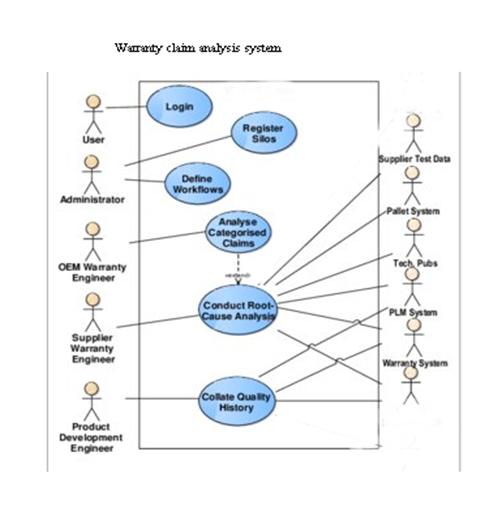 Warranty claim analysis system
Login
User
Register
Silos
Supplier Test Data
Administrator
Define
Workflows
Pallet System
Analyse
Categorised
Claims
OEM Warranty
Engineer
Tech. Pubs
Conduct Root-
Cause Analysis
PLM System
Supplier
Warranty
Engineer
Warranty System
Collate Quality
History
Product
Development
Engineer